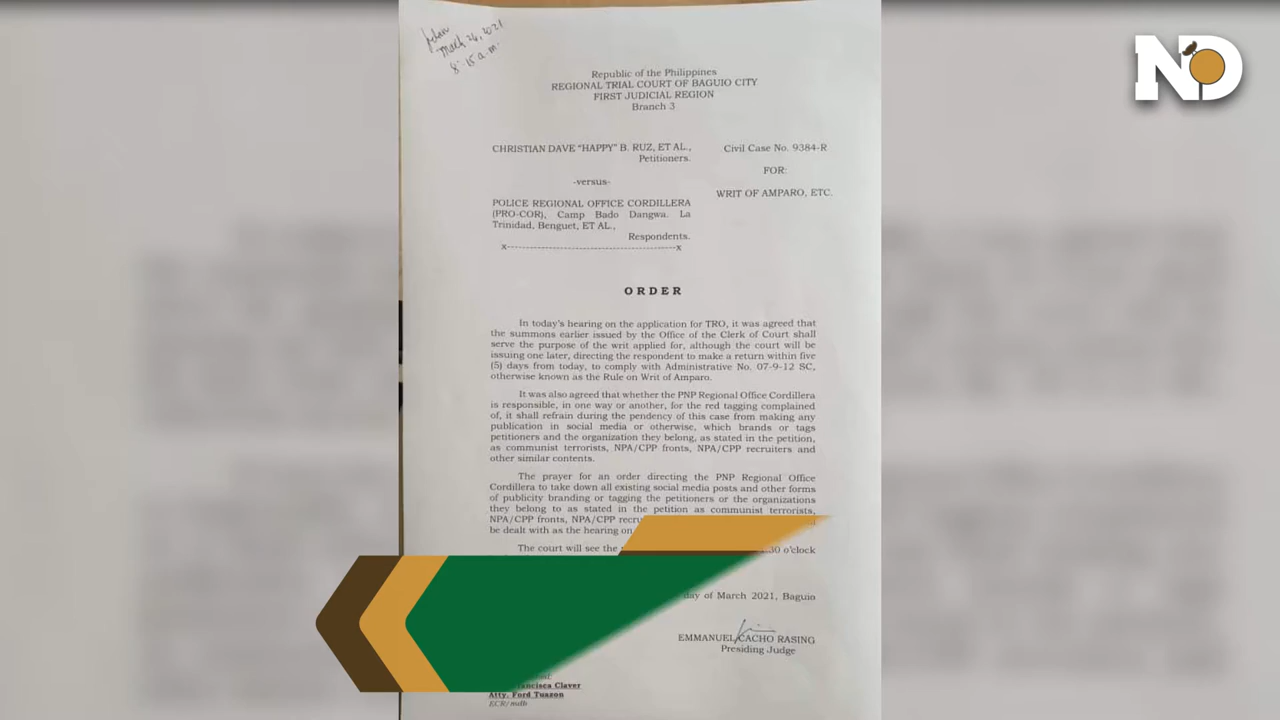 March 26, 2021
8:15 a.m.
ND
Republic of the Philippines
REGIONAL TRIAL COURT OF BAGUIO CITY
FIRST JUDICIAL REGION
Branch 3
CHRISTIAN DAVE “HAPPY” B. RUZ, ET AL.,
Petitioners.
-versus-
POLICE REGIONAL OFFICE CORDILLERA
(PRO-COR), Camp Bado Dangwa. La
Trinidad, Benguet, ET AL.,
Respondents.
x-----------------------------------------------x
Civil Case No. 9384-R
FOR:
WRIT OF AMPARO, ETC.
O R D E R
In today's hearing on the application for TRO, it was agreed that
the summons earlier issued by the Office of the Clerk of Court shall
serve the purpose of the writ applied for, although the court will be
issuing one later, directing the respondent to make a return within five
(5) days from today, to comply with Administrative No. 07-9-12 SC,
otherwise known as the Rule on Writ of Amparo.
It was also agreed that whether the PNP Regional Office Cordillera
is responsible, in one way or another, for the red tagging complained
of, it shall refrain during the pendency of this case from making any
publication in social media or otherwise, which brands or tags
petitioners and the organization they belong, as stated in the petition,
as communist terrorists, NPA/CPP fronts, NPA/CPP recruiters and
other similar contents.
The prayer for an order directing the PNP Regional Office
Cordillera to take down all existing social media posts and other forms
of publicity branding or tagging the petitioners or the organizations
they belong to as stated in the petition as communist terrorists,
NPA/CPP fronts, NPA/CPP
be dealt with as the hearing on
The court will see the
o'clock
day of March 2021, Baguio
EMMANUEL CACHO RASING
Presiding Judge
Francisca Claver
Atty. Ford Tuazon
ECR/mdb